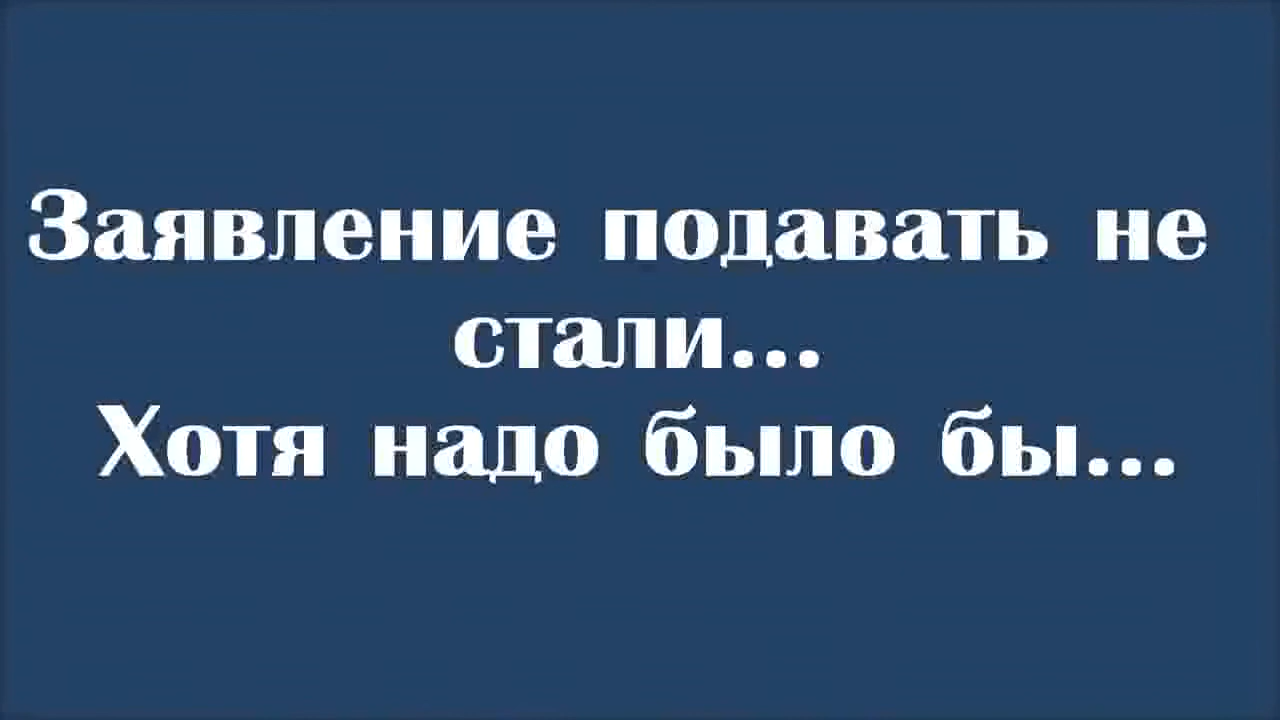 Заявление подавать не
стали...
Хотя надо было бы...